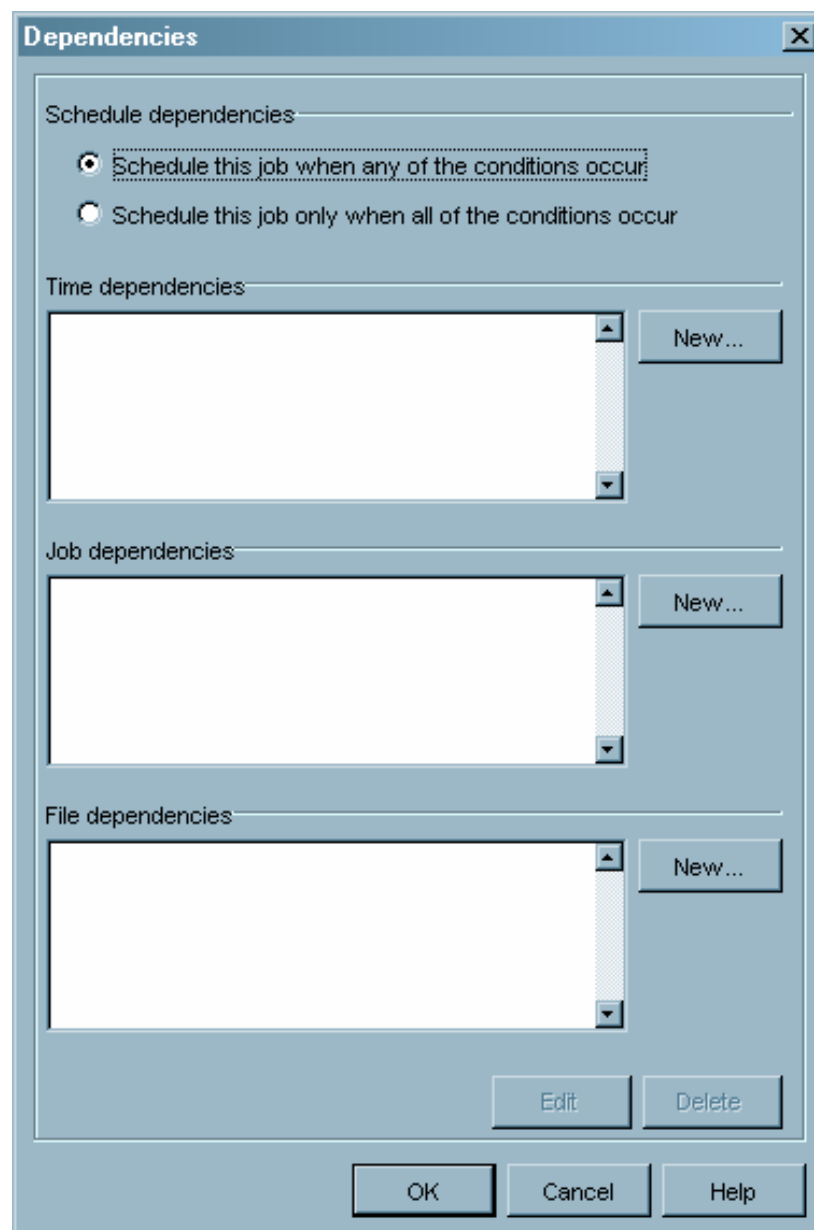 Dependencies
Schedule dependencies
Schedule this job when any of the conditions occur
Schedule this job only when all of the conditions occur
Time dependencies
New...
Job dependencies
New...
File dependencies
New...
Edit Delete
OK Cancel Help